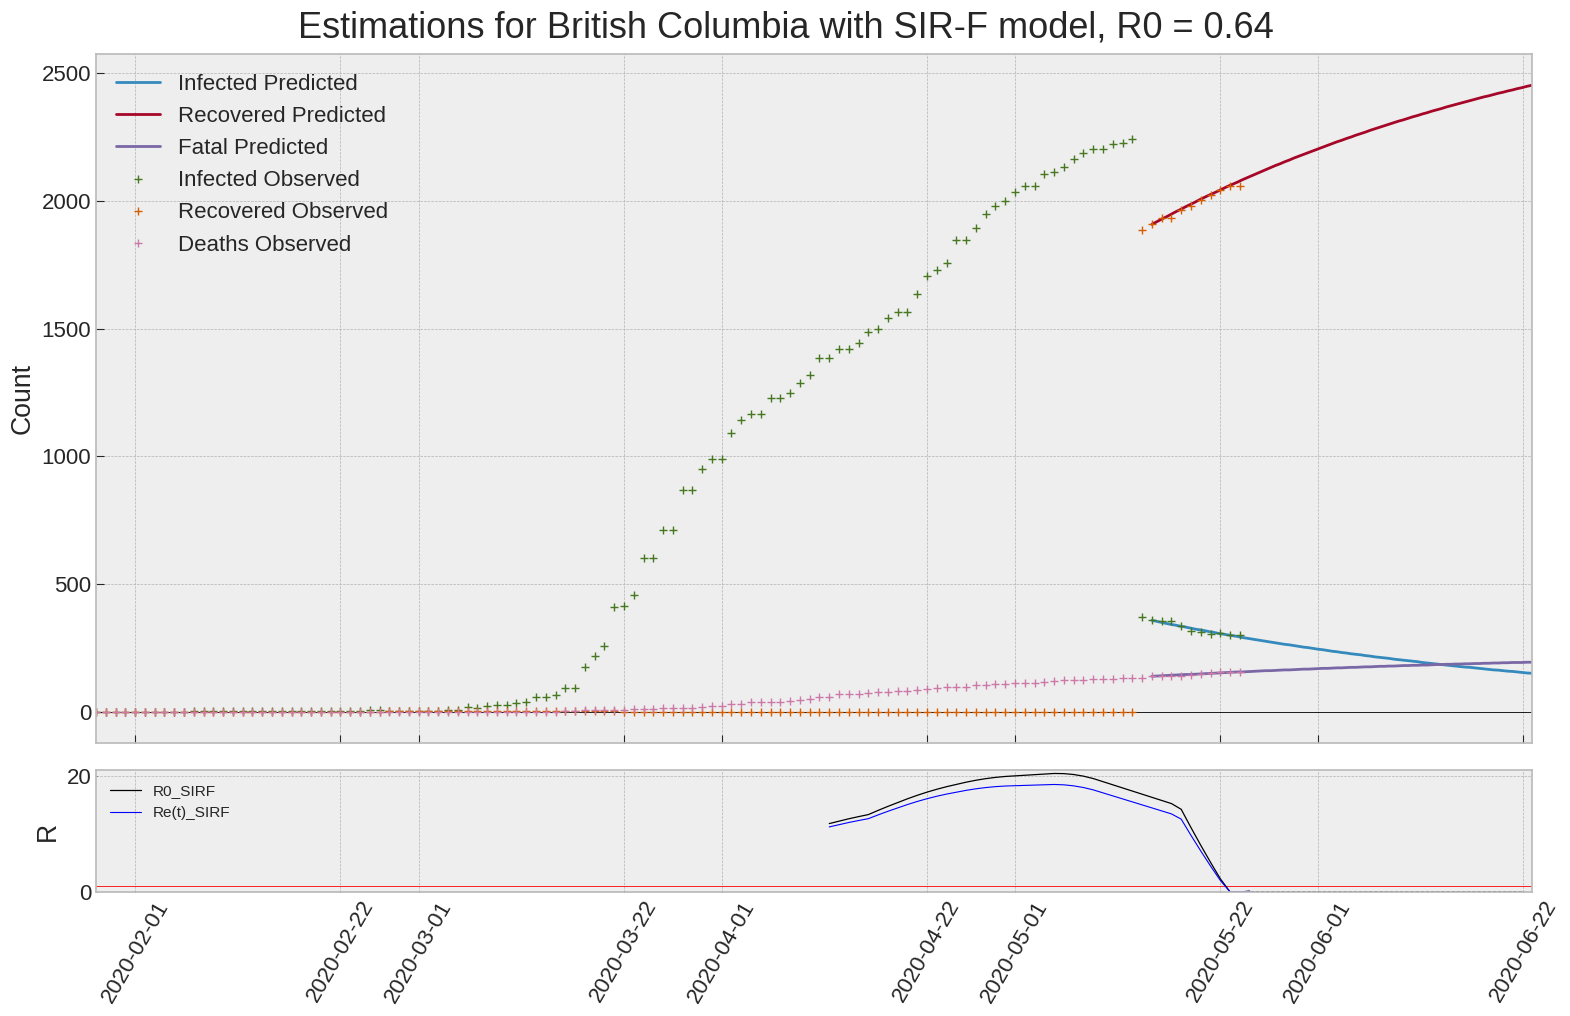 Estimations for British Columbia with SIR-F model, R0 = 0.64
2500
2000
1500
1000
500
0
Count
Infected Predicted
Recovered Predicted
Fatal Predicted
Infected Observed
Recovered Observed
Deaths Observed
20
0
R
R0_SIRF
Re(t)_SIRF
2020-02-01
2020-02-22
2020-03-01
2020-03-22
2020-04-01
2020-04-22
2020-05-01
2020-05-22
2020-06-01
2020-06-22